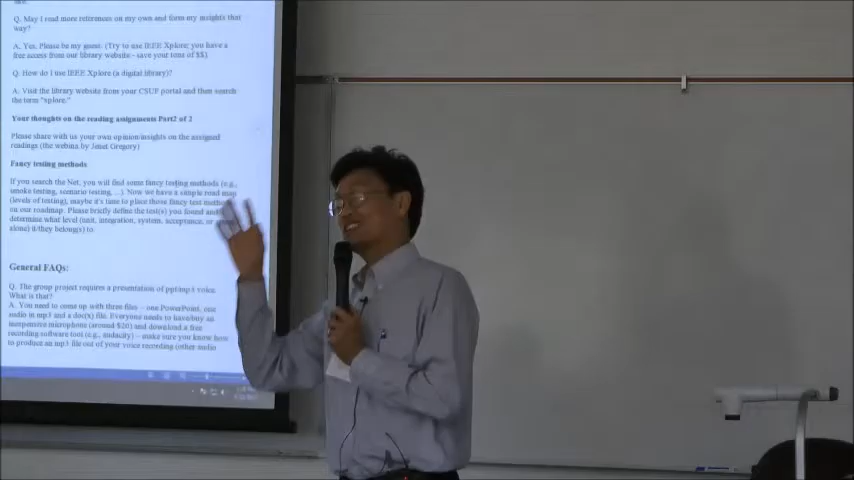 Q. May I read more references on my own and form my insights that
way?
A. Yes. Please be my guest. (Try to use IEEE Xplore; you have a
free access from our library website - save your tons of $$).
Q. How do I use IEEE Xplore (a digital library)?
A. Visit the library website from your CSUF portal and then search
the term "xplore."
Your thoughts on the reading assignments Part2 of 2
Please share with us your own opinion/insights on the assigned
readings (the webina by Jenet Gregory)
Fancy testing methods
If you search the Net, you will find some fancy testing methods (e.g.,
smoke testing, scenario testing, ...). Now we have a simple road map
(levels of testing), maybe it's time to place those fancy test
on our roadmap. Please briefly define the test(s) you found
determine what level (unit, integration, system, acceptance, or
alone) it/they belong(s) to.
General FAQs:
Q. The group project requires a presentation of ppt/mp3 voice.
What is that?
A. You need to come up with three files – one PowerPoint, one
audio in mp3 and a doc(x) file. Everyone needs to have/buy an
inexpensive microphone (around $20) and download a free
recording software tool (e.g., audacity) – make sure you know how
to produce an mp3 file out of your voice recording (other audio